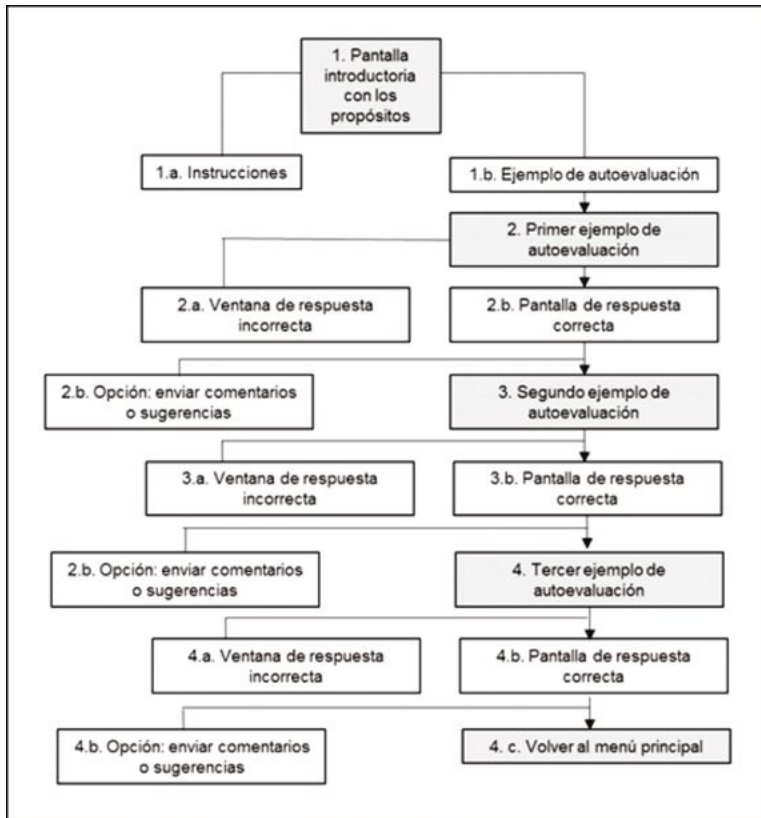 1. Pantalla
introductoria
con los
propósitos
1.a. Instrucciones
1.b. Ejemplo de autoevaluación
2. Primer ejemplo de
autoevaluación
2.a. Ventana de respuesta
incorrecta
2.b. Pantalla de respuesta
correcta
2.b. Opción: enviar comentarios
o sugerencias
3. Segundo ejemplo de
autoevaluación
3.a. Ventana de respuesta
incorrecta
3.b. Pantalla de respuesta
correcta
2.b. Opción: enviar comentarios
o sugerencias
4. Tercer ejemplo de
autoevaluación
4.a. Ventana de respuesta
incorrecta
4.b. Pantalla de respuesta
correcta
4.b. Opción: enviar comentarios
o sugerencias
4. c. Volver al menú principal